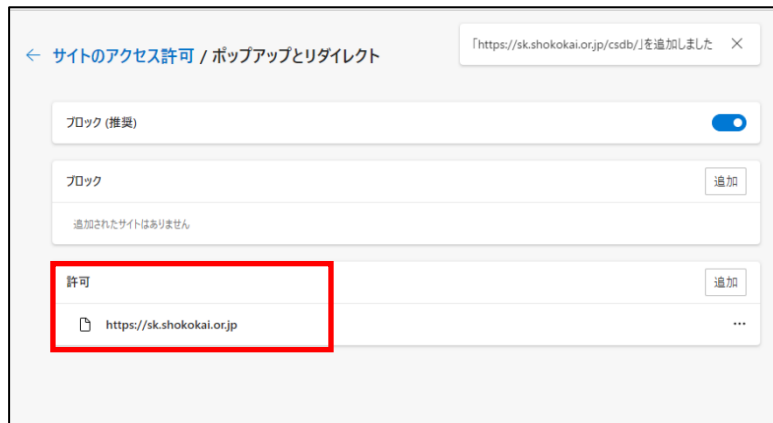 ← サイトのアクセス許可 / ポップアップとリダイレクト
「https://sk.shokokai.or.jp/csdb/」を追加しました
ブロック (推奨)
ブロック
追加
追加されたサイトはありません
許可
追加
https://sk.shokokai.or.jp